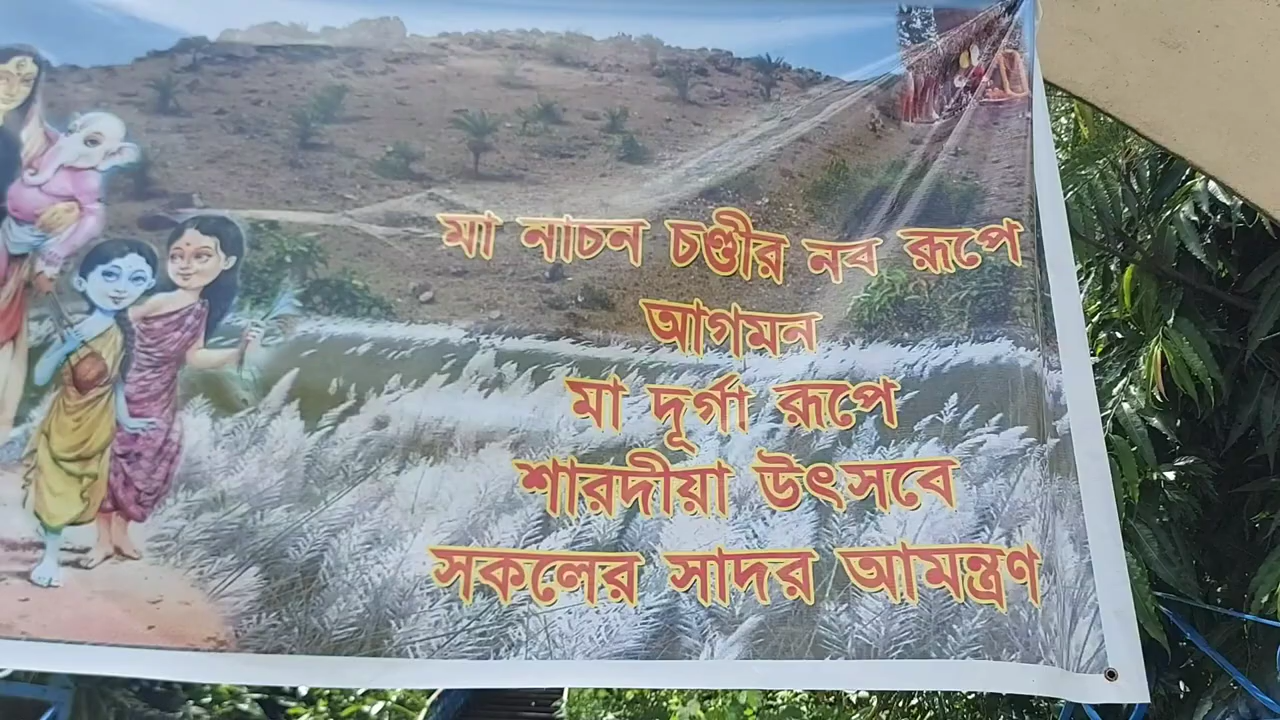 মা নাচন চণ্ডীর নব রূপে
আগমন
মা দূর্গা রূপে
শারদীয়া উৎসবে
সকলের সাদর আমন্ত্রণ